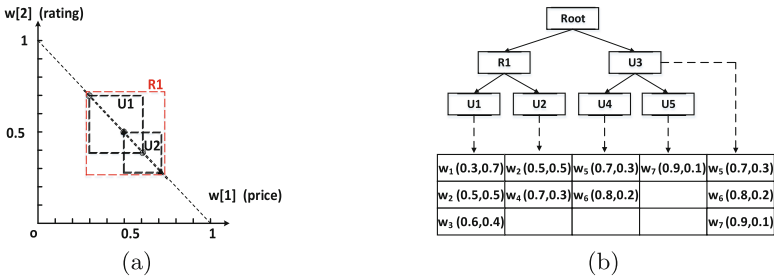 w[2] (rating)
1
R1
U1
0.5
U2
w[1] (price)
o
0.5
1
(a)
Root
R1
U3
U1
U2
U4
U5
w1 (0.3,0.7) w2 (0.5,0.5) w5 (0.7,0.3) w7 (0.9,0.1) w5 (0.7,0.3)
w2 (0.5,0.5) w4 (0.7,0.3) w6 (0.8,0.2) w6 (0.8,0.2)
w3 (0.6,0.4) w7 (0.9,0.1)
(b)